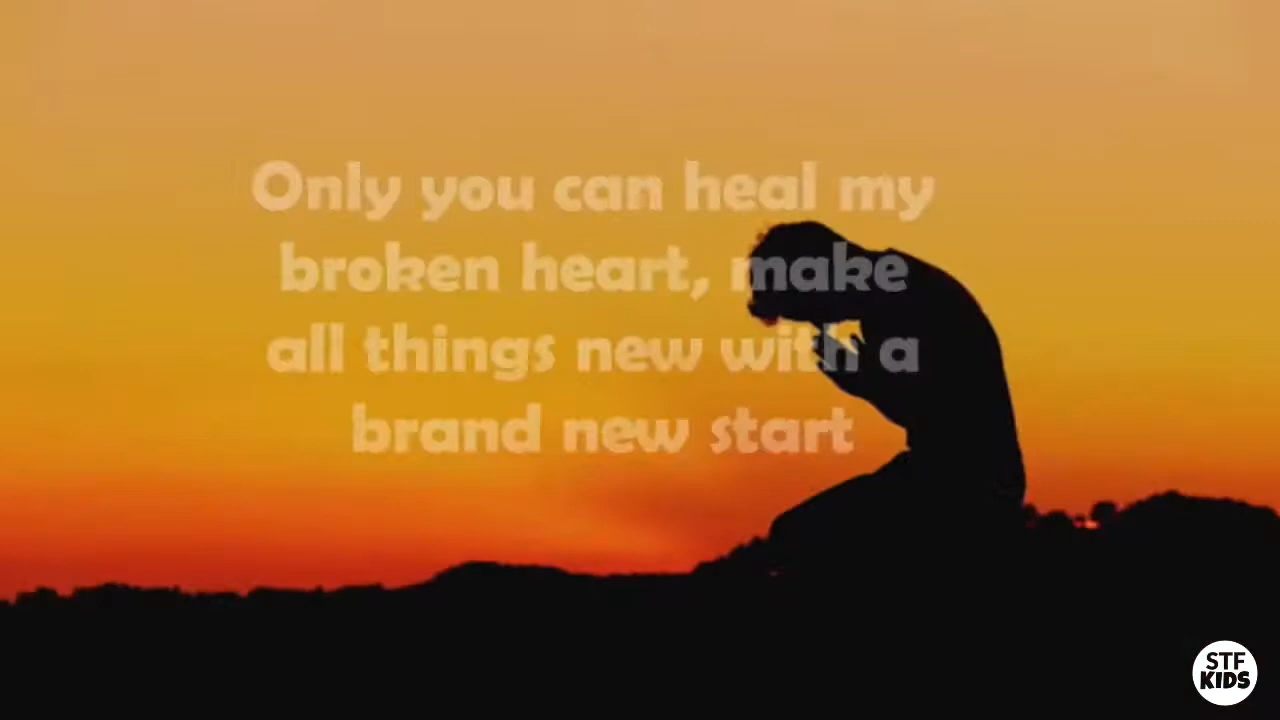 Only you can heal my
broken heart, make
all things new with a
brand new start
STF
KIDS